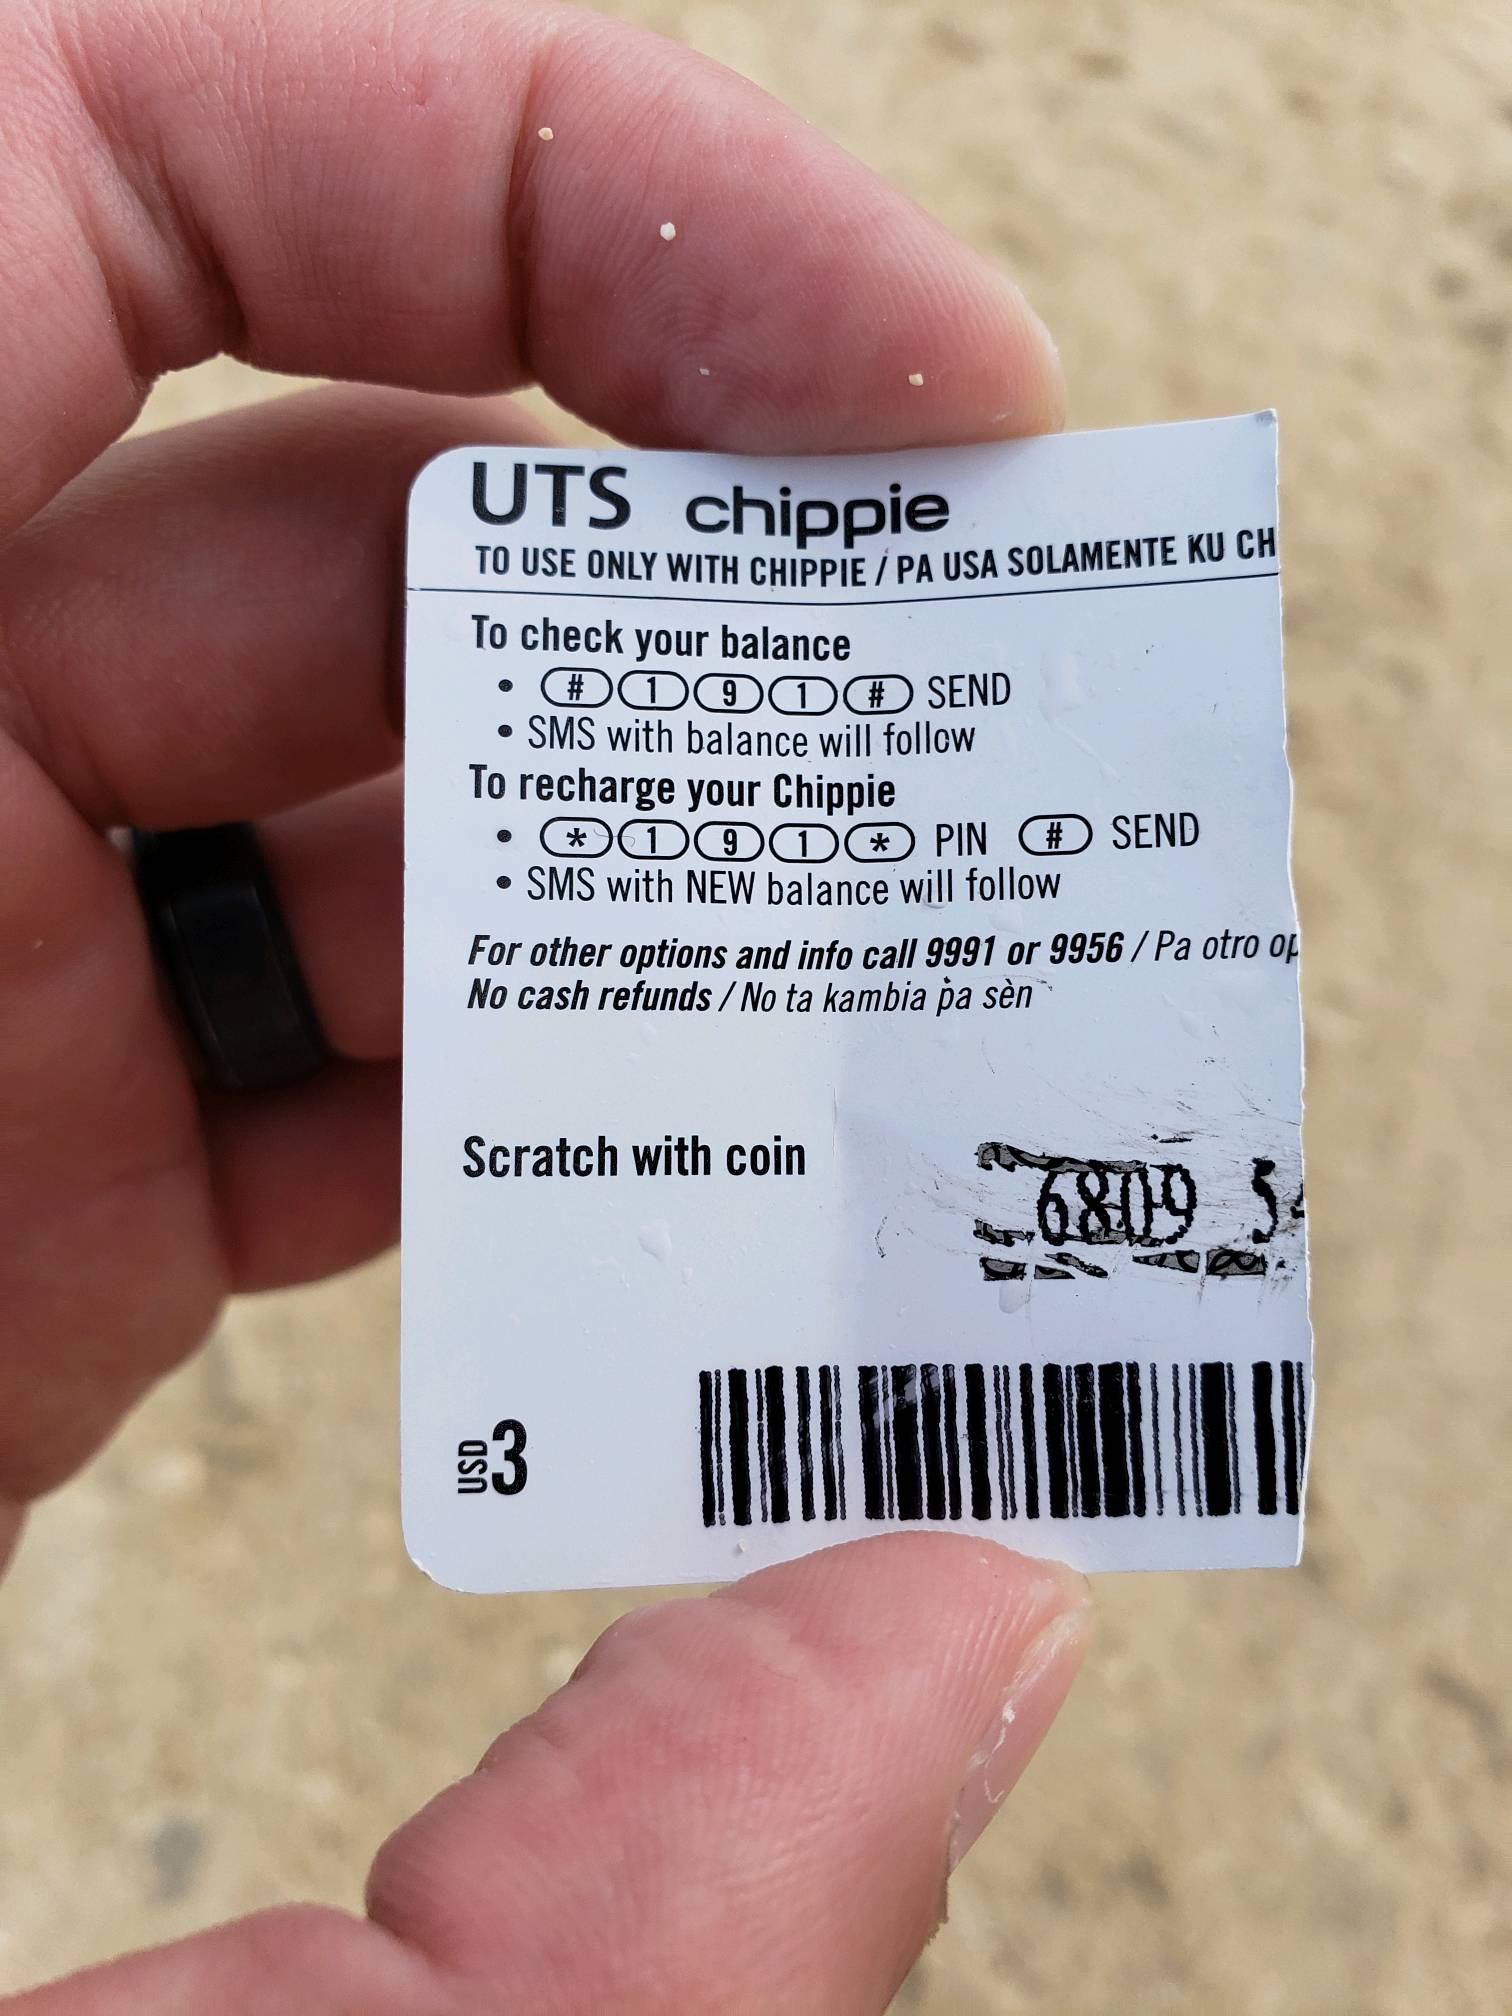 UTS chippie
TO USE ONLY WITH CHIPPIE / PA USA SOLAMENTE KU CH
To check your balance
• # 1 9 1 # SEND
• SMS with balance will follow
To recharge your Chippie
• * 1 9 1 * PIN # SEND
• SMS with NEW balance will follow
For other options and info call 9991 or 9956 / Pa otro op
No cash refunds / No ta kambia pa sèn
Scratch with coin
6809 5
USD 3